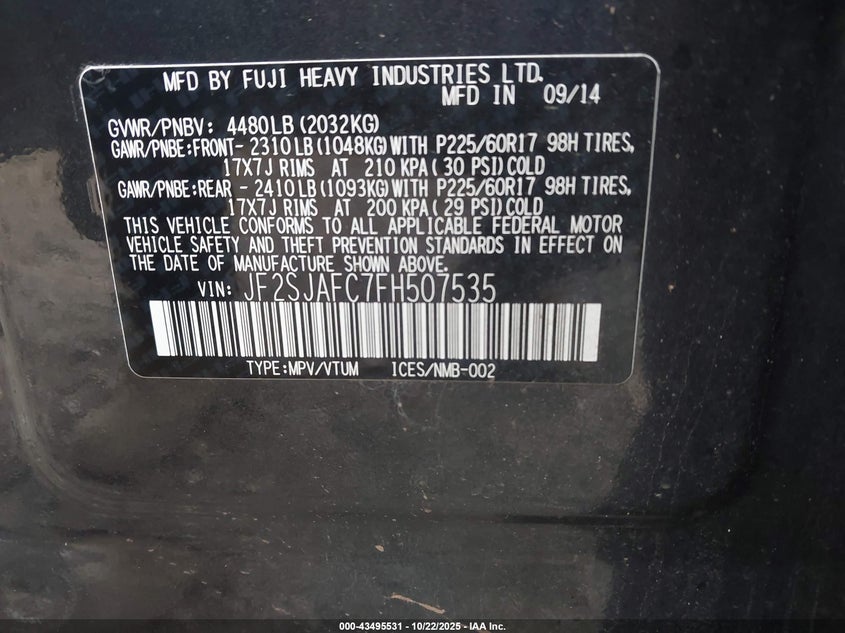 MFD BY FUJI HEAVY INDUSTRIES LTD.
MFD IN 09/14
GVWR/PNBV: 4480LB (2032KG)
GAWR/PNBE:FRONT- 2310LB (1048KG) WITH P225/60R17 98H TIRES,
17X7J RIMS AT 210 KPA( 30 PSI) COLD
GAWR/PNBE:REAR - 2410LB (1093KG) WITH P225/60R17 98H TIRES,
17X7J RIMS AT 200 KPA( 29 PSI) COLD
THIS VEHICLE CONFORMS TO ALL APPLICABLE FEDERAL MOTOR
VEHICLE SAFETY AND THEFT PREVENTION STANDARDS IN EFFECT ON
THE DATE OF MANUFACTURE SHOWN ABOVE.
VIN: JF2SJAFC7FH507535
TYPE:MPV/VTUM ICES/NMB-002
000-43495531 - 10/22/2025 - IAA Inc.